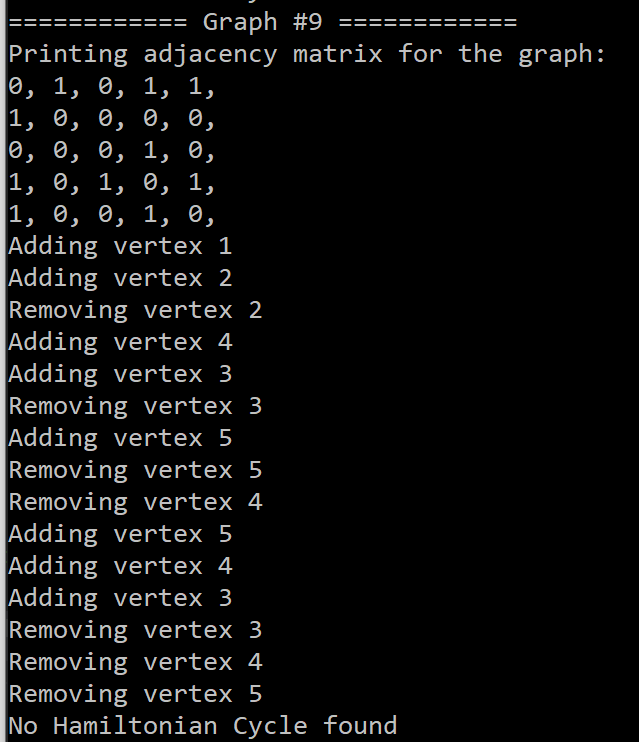 ============ Graph #9 ============
Printing adjacency matrix for the graph:
0, 1, 0, 1, 1,
1, 0, 0, 0, 0,
0, 0, 0, 1, 0,
1, 0, 1, 0, 1,
1, 0, 0, 1, 0,
Adding vertex 1
Adding vertex 2
Removing vertex 2
Adding vertex 4
Adding vertex 3
Removing vertex 3
Adding vertex 5
Removing vertex 5
Removing vertex 4
Adding vertex 5
Adding vertex 4
Adding vertex 3
Removing vertex 3
Removing vertex 4
Removing vertex 5
No Hamiltonian Cycle found